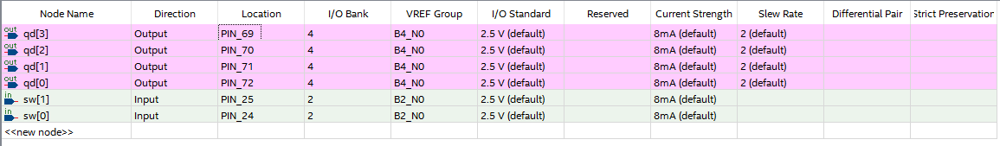 Node Name Direction Location I/O Bank VREF Group I/O Standard Reserved Current Strength Slew Rate Differential Pair Strict Preservation
out qd[3] Output PIN_69 4 B4_N0 2.5 V (default) 8mA (default) 2 (default)
out qd[2] Output PIN_70 4 B4_N0 2.5 V (default) 8mA (default) 2 (default)
out qd[1] Output PIN_71 4 B4_N0 2.5 V (default) 8mA (default) 2 (default)
out qd[0] Output PIN_72 4 B4_N0 2.5 V (default) 8mA (default) 2 (default)
in sw[1] Input PIN_25 2 B2_N0 2.5 V (default) 8mA (default)
in sw[0] Input PIN_24 2 B2_N0 2.5 V (default) 8mA (default)
<<new node>>